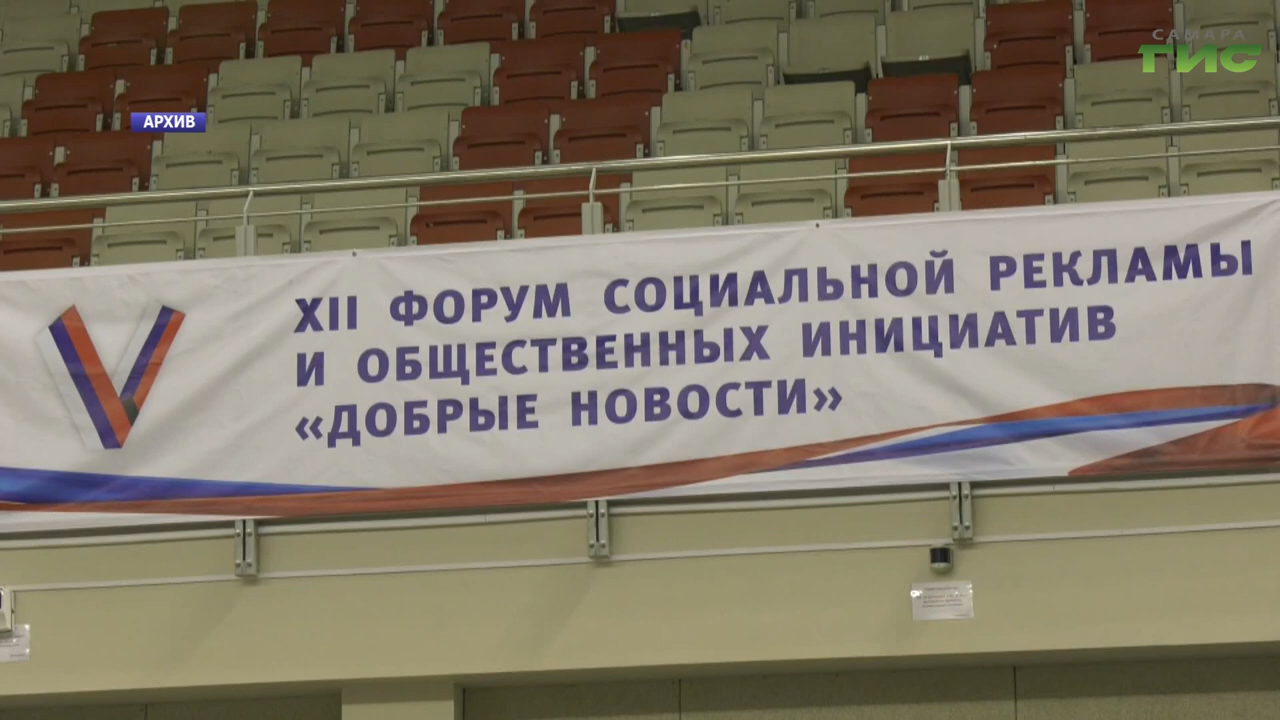 САМАРА
ГИС
АРХИВ
XII ФОРУМ СОЦИАЛЬНОЙ РЕКЛАМЫ
И ОБЩЕСТВЕННЫХ ИНИЦИАТИВ
«ДОБРЫЕ НОВОСТИ»